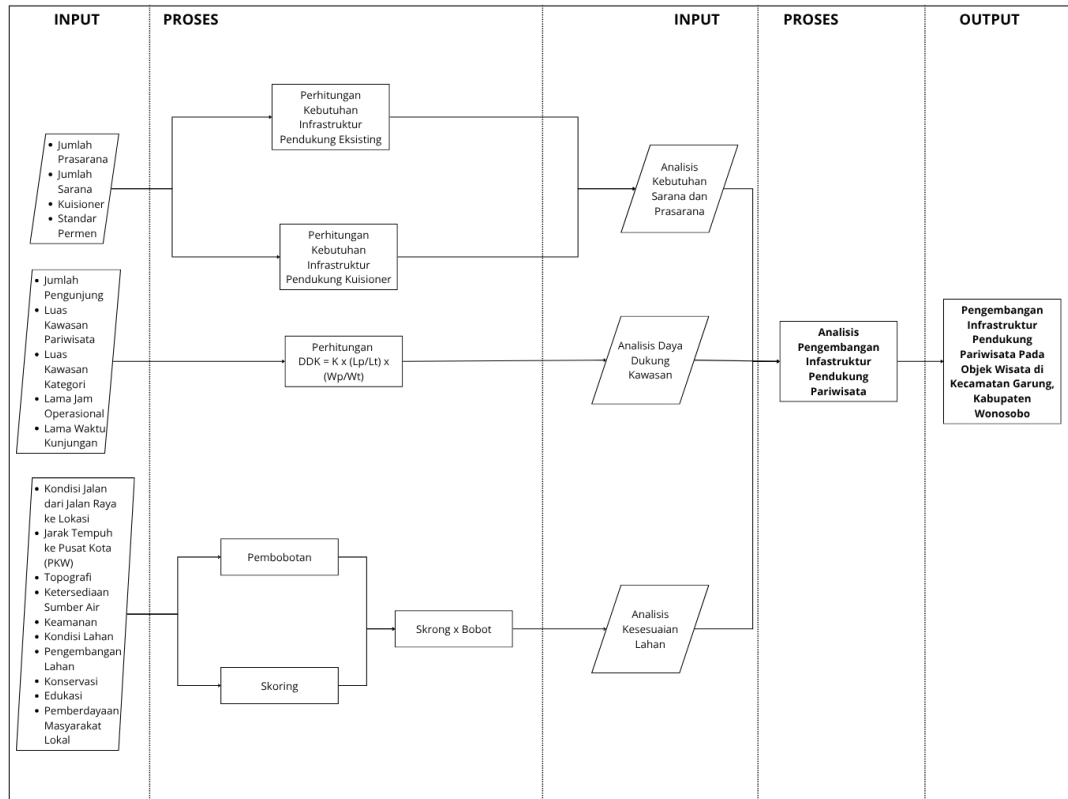 INPUT
PROSES
INPUT
PROSES
OUTPUT
• Jumlah
Prasarana
• Jumlah
Sarana
• Kuisioner
• Standar
Permen
Perhitungan
Kebutuhan
Infrastruktur
Pendukung Eksisting
Perhitungan
Kebutuhan
Infrastruktur
Pendukung Kuisioner
Analisis
Kebutuhan
Sarana dan
Prasarana
• Jumlah
Pengunjung
• Luas
Kawasan
Pariwisata
• Luas
Kawasan
Kategori
• Lama Jam
Operasional
• Lama Waktu
Kunjungan
Perhitungan
DDK = K x (Lp/Lt) x
(Wp/Wt)
Analisis Daya
Dukung
Kawasan
Analisis
Pengembangan
Infastruktur
Pendukung
Pariwisata
Pengembangan
Infrastruktur
Pendukung
Pariwisata Pada
Objek Wisata di
Kecamatan Garung,
Kabupaten
Wonosobo
• Kondisi Jalan
dari Jalan Raya
ke Lokasi
• Jarak Tempuh
ke Pusat Kota
(PKW)
• Topografi
• Ketersediaan
Sumber Air
• Keamanan
• Kondisi Lahan
• Pengembangan
Lahan
• Konservasi
• Edukasi
• Pemberdayaan
Masyarakat
Lokal
Pembobotan
Skoring
Skrong x Bobot
Analisis
Kesesuaian
Lahan